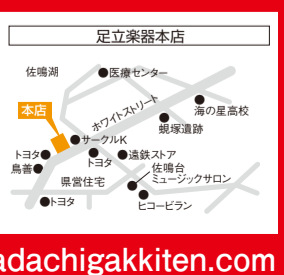 足立楽器本店
佐鳴湖
医療センター
海の星高校
本店
ホワイトストリート
蜆塚遺跡
サークルK
トヨタ
トヨタ
遠鉄ストア
鳥善
佐鳴台
ミュージックサロン
県営住宅
トヨタ
ヒコービラン
adachigakkiten.com